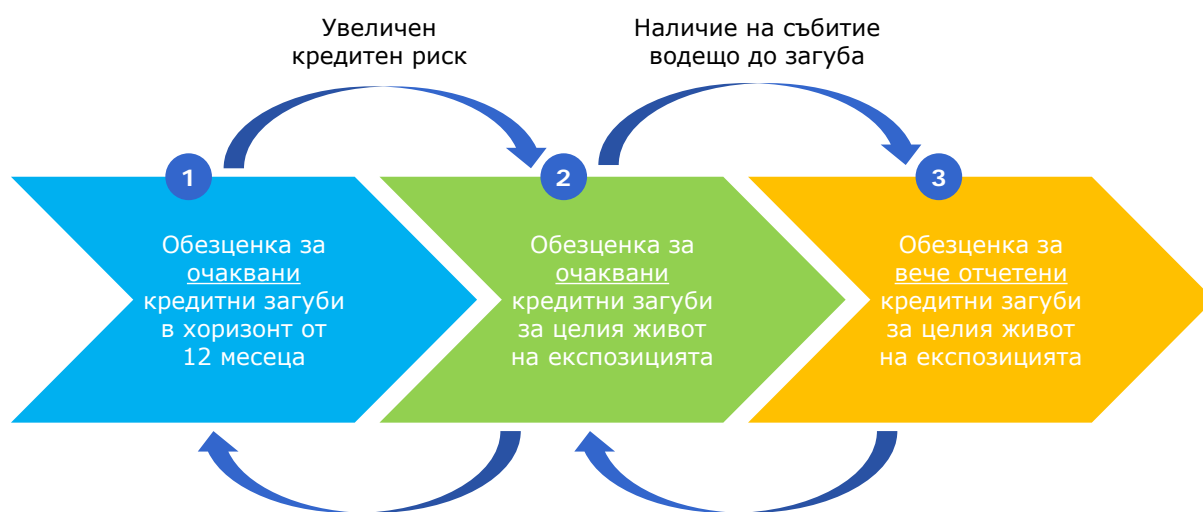 Увеличен
кредитен риск
Наличие на събитие
водещо до загуба
1
2
3
Обезценка за
очаквани
кредитни загуби
в хоризонт от
12 месеца
Обезценка за
очаквани
кредитни загуби
за целия живот
на експозицията
Обезценка за
вече отчетени
кредитни загуби
за целия живот
на експозицията